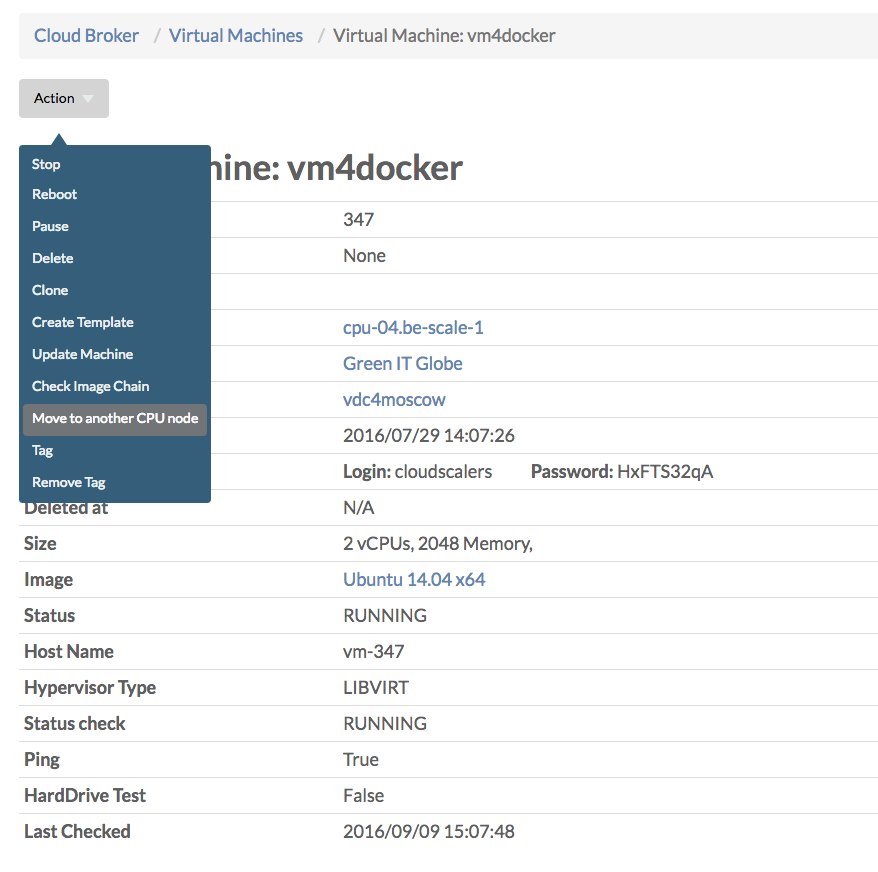 Cloud Broker / Virtual Machines / Virtual Machine: vm4docker
Action
Stop
Reboot
Pause
Delete
Clone
Create Template
Update Machine
Check Image Chain
Move to another CPU node
Tag
Remove Tag
hine: vm4docker
347
None
cpu-04.be-scale-1
Green IT Globe
vdc4moscow
2016/07/29 14:07:26
Login: cloudscalers Password: HxFTS32qA
Deleted at N/A
Size 2 vCPUs, 2048 Memory,
Image Ubuntu 14.04 x64
Status RUNNING
Host Name vm-347
Hypervisor Type LIBVIRT
Status check RUNNING
Ping True
HardDrive Test False
Last Checked 2016/09/09 15:07:48